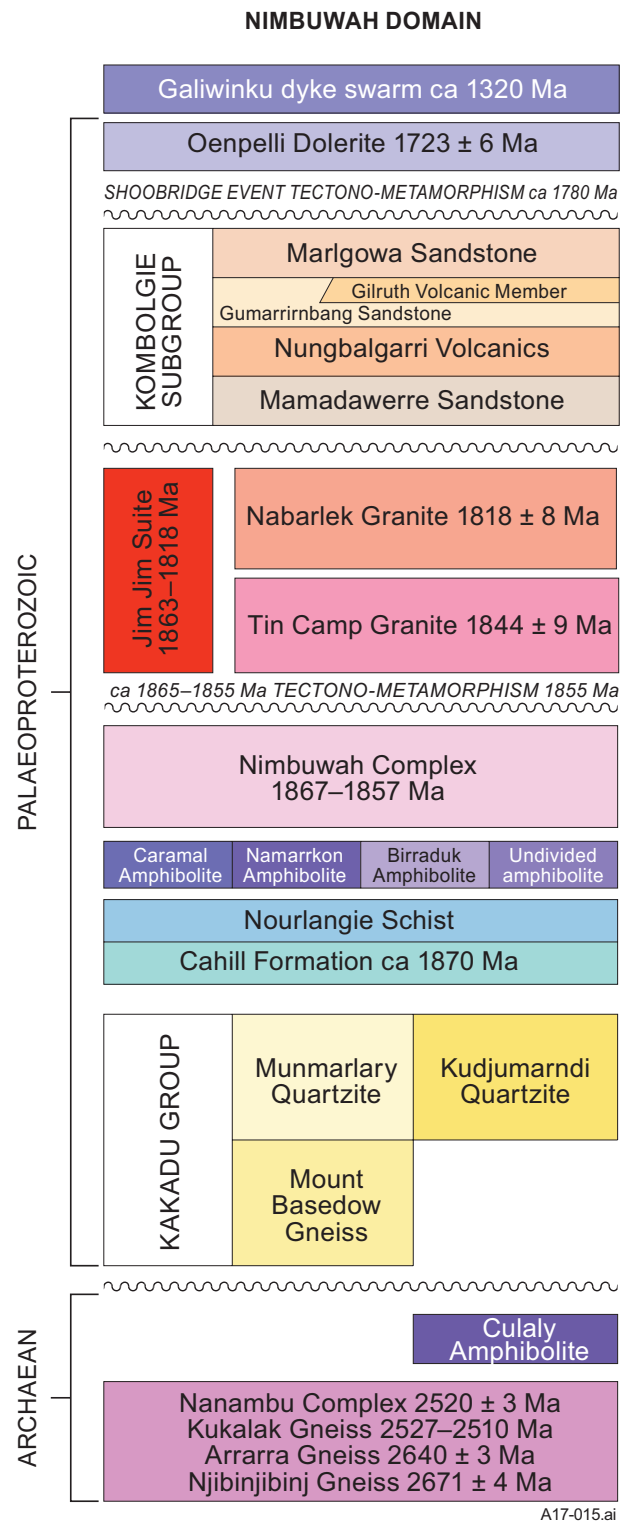 NIMBUWAH DOMAIN
Galiwinku dyke swarm ca 1320 Ma
PALAEOPROTEROZOIC
Oenpelli Dolerite 1723 ± 6 Ma
SHOOBRIDGE EVENT TECTONO-METAMORPHISM ca 1780 Ma
KOMBOLGIE
SUBGROUP
Marlgowa Sandstone
Gilruth Volcanic Member
Gumarrirnbang Sandstone
Nungbalgarri Volcanics
Mamadawerre Sandstone
Jim Jim Suite
1863–1818 Ma
Nabarlek Granite 1818 ± 8 Ma
Tin Camp Granite 1844 ± 9 Ma
ca 1865–1855 Ma TECTONO-METAMORPHISM 1855 Ma
Nimbuwah Complex
1867–1857 Ma
Caramal
Amphibolite
Namarrkon
Amphibolite
Birraduk
Amphibolite
Undivided
amphibolite
Nourlangie Schist
Cahill Formation ca 1870 Ma
KAKADU GROUP
Munmarlary
Quartzite
Kudjumarndi
Quartzite
Mount
Basedow
Gneiss
ARCHAEAN
Culaly
Amphibolite
Nanambu Complex 2520 ± 3 Ma
Kukalak Gneiss 2527–2510 Ma
Arrarra Gneiss 2640 ± 3 Ma
Njibinjibinj Gneiss 2671 ± 4 Ma
A17-015.ai